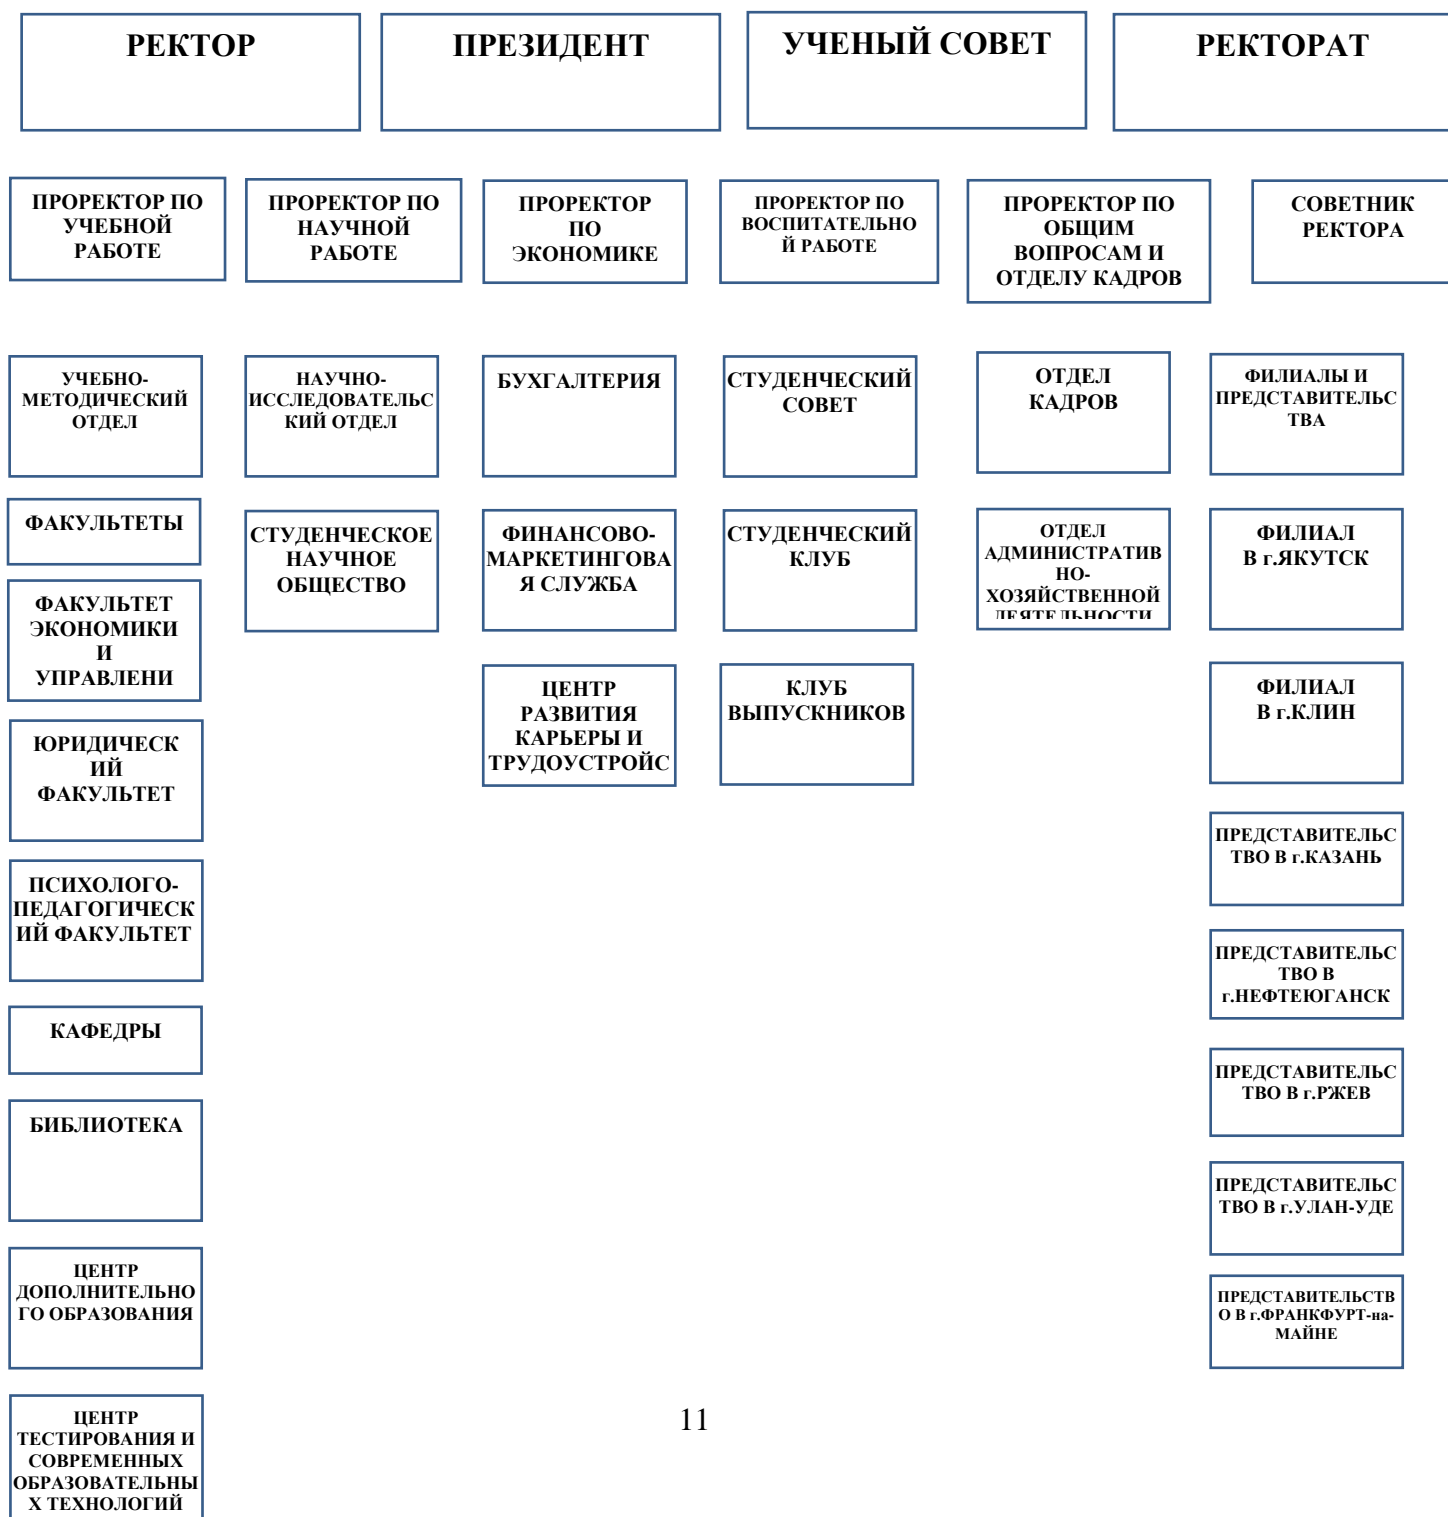 РЕКТОР
ПРЕЗИДЕНТ
УЧЕНЫЙ СОВЕТ
РЕКТОРАТ
ПРОРЕКТОР ПО
УЧЕБНОЙ
РАБОТЕ
ПРОРЕКТОР ПО
НАУЧНОЙ
РАБОТЕ
ПРОРЕКТОР
ПО
ЭКОНОМИКЕ
ПРОРЕКТОР ПО
ВОСПИТАТЕЛЬНО
Й РАБОТЕ
ПРОРЕКТОР ПО
ОБЩИМ
ВОПРОСАМ И
ОТДЕЛУ КАДРОВ
СОВЕТНИК
РЕКТОРА
УЧЕБНО-
МЕТОДИЧЕСКИЙ
ОТДЕЛ
НАУЧНО-
ИССЛЕДОВАТЕЛЬС
КИЙ ОТДЕЛ
БУХГАЛТЕРИЯ
СТУДЕНЧЕСКИЙ
СОВЕТ
ОТДЕЛ
КАДРОВ
ФИЛИАЛЫ И
ПРЕДСТАВИТЕЛЬС
ТВА
ФАКУЛЬТЕТЫ
СТУДЕНЧЕСКОЕ
НАУЧНОЕ
ОБЩЕСТВО
ФИНАНСОВО-
МАРКЕТИНГОВА
Я СЛУЖБА
СТУДЕНЧЕСКИЙ
КЛУБ
ОТДЕЛ
АДМИНИСТРАТИВ
НО-
ХОЗЯЙСТВЕННОЙ
ДЕЯТЕЛЬНОСТИ
ФИЛИАЛ
В г.ЯКУТСК
ФАКУЛЬТЕТ
ЭКОНОМИКИ
И
УПРАВЛЕНИ
ЦЕНТР
РАЗВИТИЯ
КАРЬЕРЫ И
ТРУДОУСТРОЙС
КЛУБ
ВЫПУСКНИКОВ
ФИЛИАЛ
В г.КЛИН
ЮРИДИЧЕСК
ИЙ
ФАКУЛЬТЕТ
ПРЕДСТАВИТЕЛЬС
ТВО В г.КАЗАНЬ
ПСИХОЛОГО-
ПЕДАГОГИЧЕСК
ИЙ ФАКУЛЬТЕТ
ПРЕДСТАВИТЕЛЬС
ТВО В
г.НЕФТЕЮГАНСК
КАФЕДРЫ
ПРЕДСТАВИТЕЛЬС
ТВО В г.РЖЕВ
БИБЛИОТЕКА
ПРЕДСТАВИТЕЛЬС
ТВО В г.УЛАН-УДЕ
ЦЕНТР
ДОПОЛНИТЕЛЬНО
ГО ОБРАЗОВАНИЯ
ПРЕДСТАВИТЕЛЬСТВ
О В г.ФРАНКФУРТ-на-
МАЙНЕ
ЦЕНТР
ТЕСТИРОВАНИЯ И
СОВРЕМЕННЫХ
ОБРАЗОВАТЕЛЬНЫ
Х ТЕХНОЛОГИЙ
11